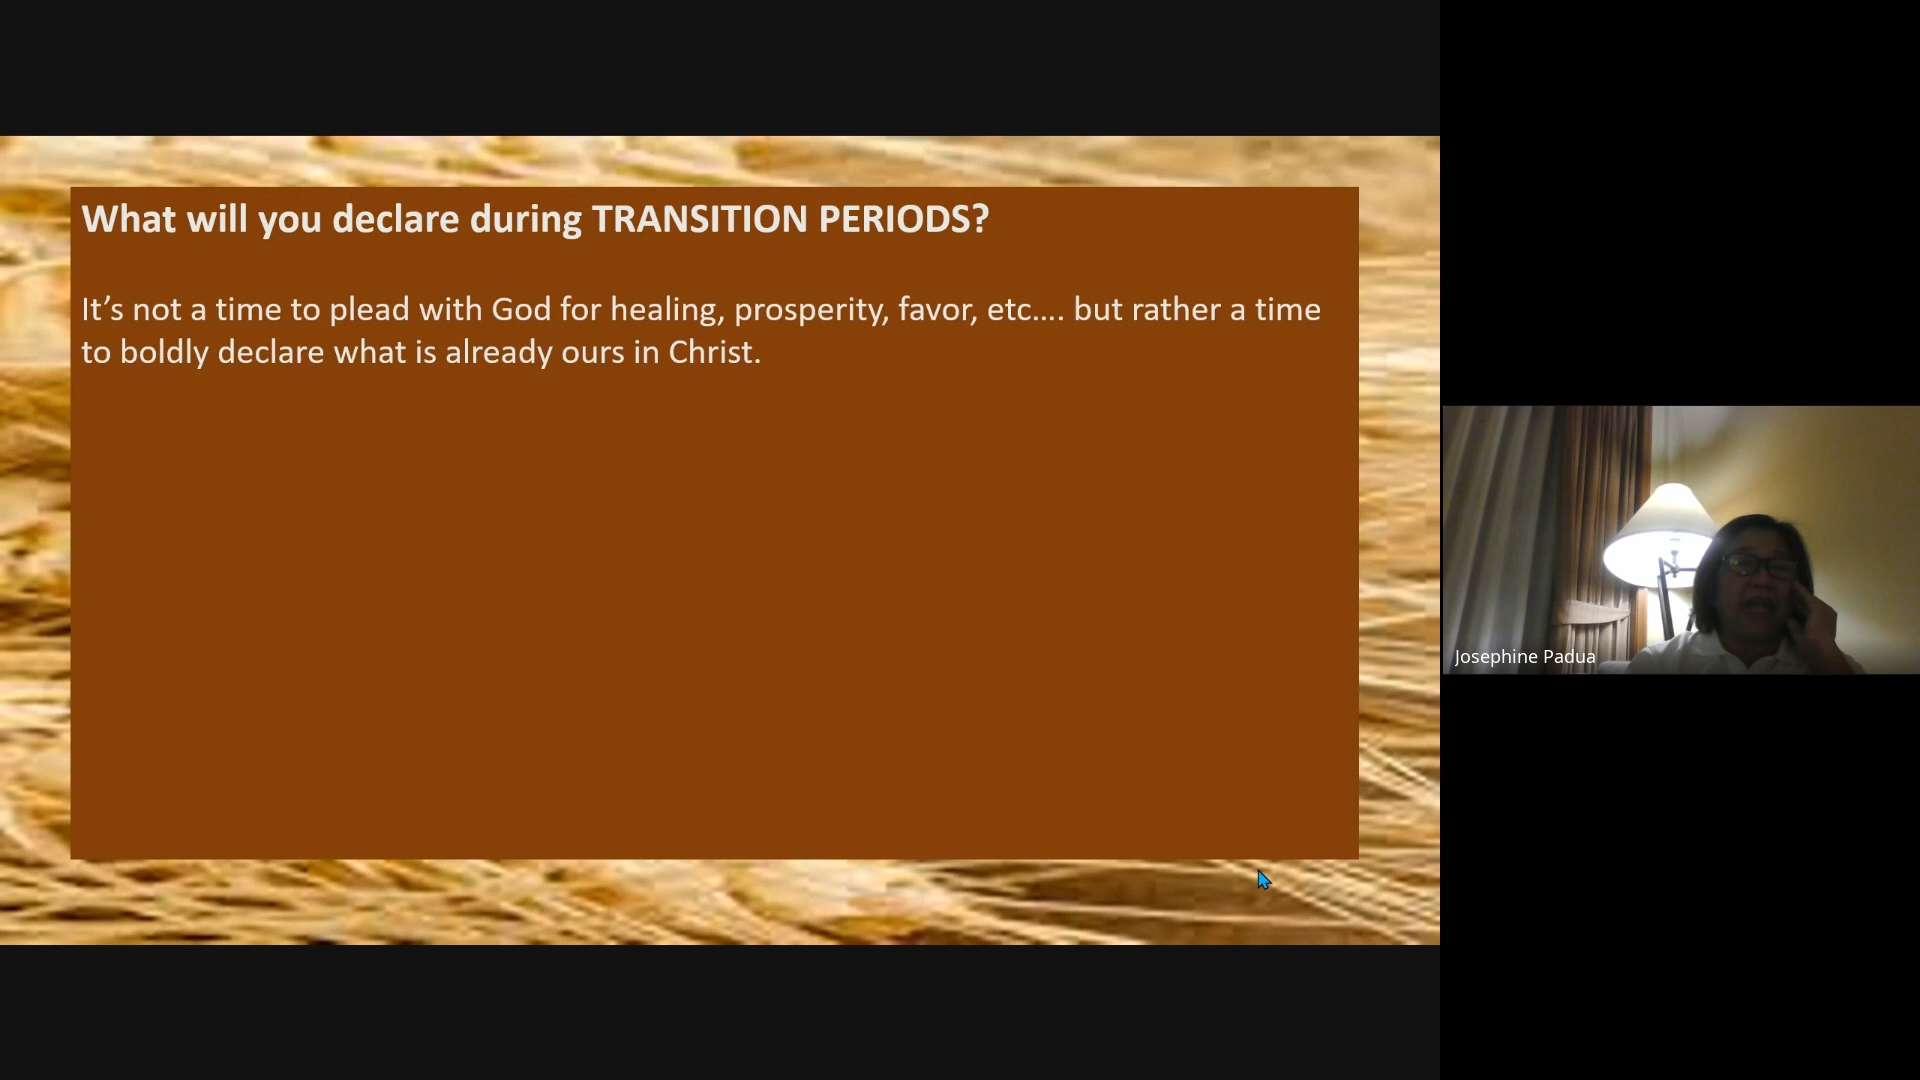 What will you declare during TRANSITION PERIODS?
It’s not a time to plead with God for healing, prosperity, favor, etc.... but rather a time
to boldly declare what is already ours in Christ.
Josephine Padua